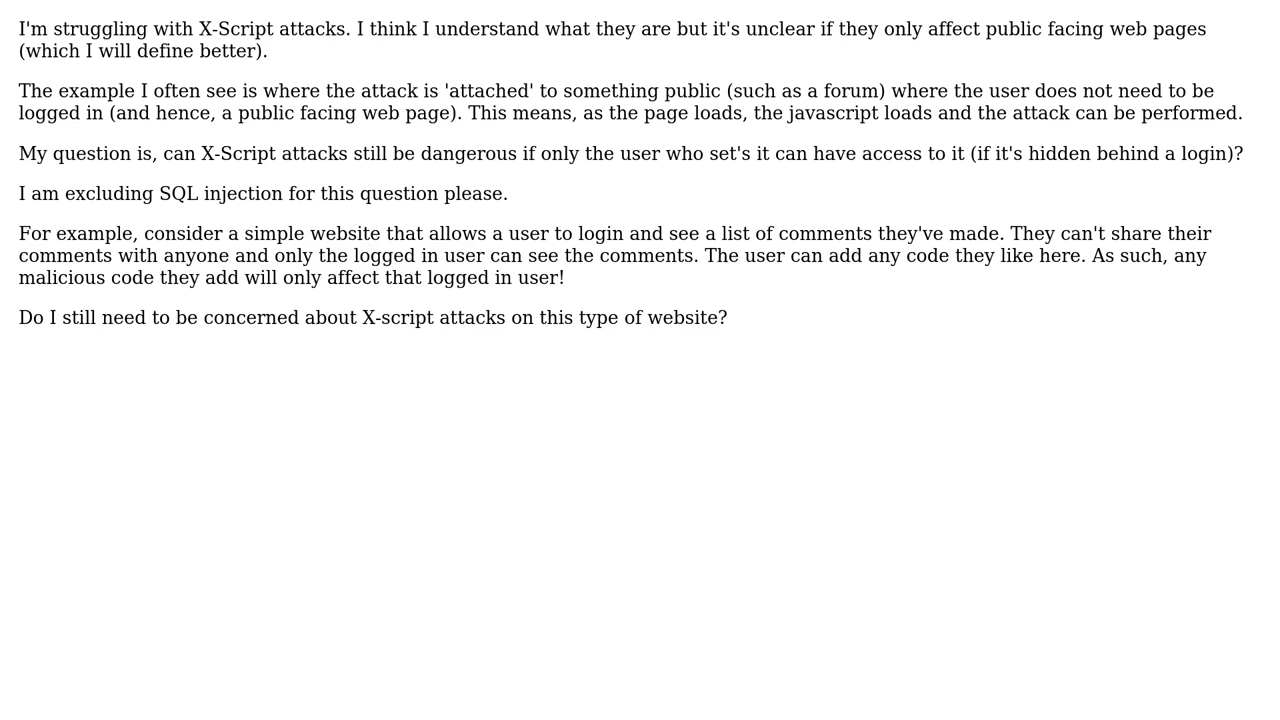 I'm struggling with X-Script attacks. I think I understand what they are but it's unclear if they only affect public facing web pages
(which I will define better).
The example I often see is where the attack is 'attached' to something public (such as a forum) where the user does not need to be
logged in (and hence, a public facing web page). This means, as the page loads, the javascript loads and the attack can be performed.
My question is, can X-Script attacks still be dangerous if only the user who set's it can have access to it (if it's hidden behind a login)?
I am excluding SQL injection for this question please.
For example, consider a simple website that allows a user to login and see a list of comments they've made. They can't share their
comments with anyone and only the logged in user can see the comments. The user can add any code they like here. As such, any
malicious code they add will only affect that logged in user!
Do I still need to be concerned about X-script attacks on this type of website?